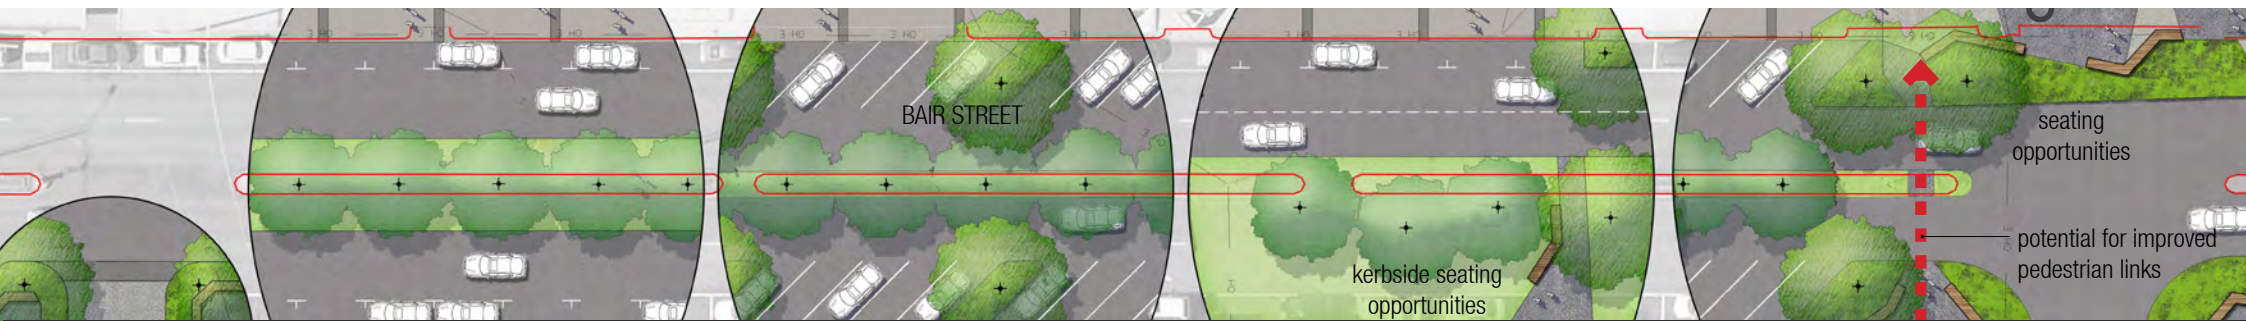 BAIR STREET
seating
opportunities
potential for improved
pedestrian links
kerbside seating
opportunities